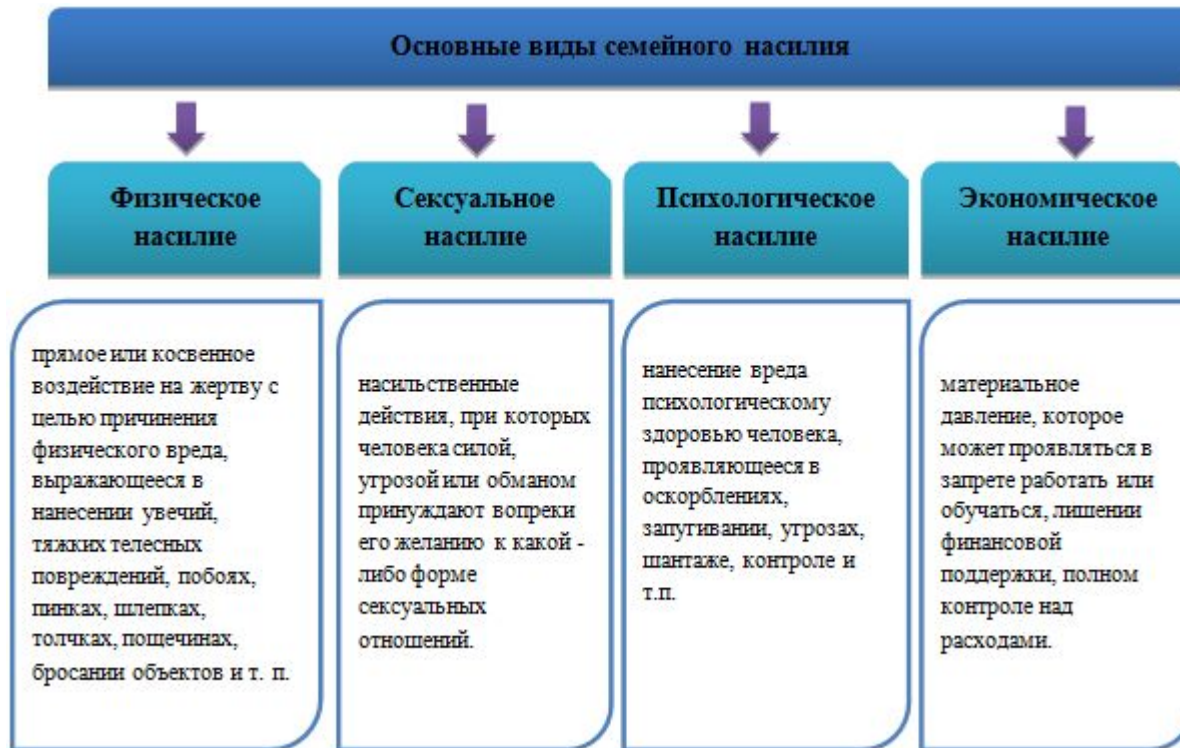 Основные виды семейного насилия
Физическое
насилие
Сексуальное
насилие
Психологическое
насилие
Экономическое
насилие
прямое или косвенное
воздействие на жертву с
целью причинения
физического вреда,
выражающееся в
нанесении увечий,
тяжких телесных
повреждений, побоях,
пинках, шлепках,
толчках, пощечинах,
бросании объектов и т. п.
насильственные
действия, при которых
человека силой,
угрозой или обманом
принуждают вопреки
его желанию к какой -
либо форме
сексуальных
отношений.
нанесение вреда
психологическому
здоровью человека,
проявляющееся в
оскорблениях,
запугивании, угрозах,
шантаже, контроле и
т.п.
материальное
давление, которое
может проявляться в
запрете работать или
обучаться, лишении
финансовой
поддержки, полном
контроле над
расходами.